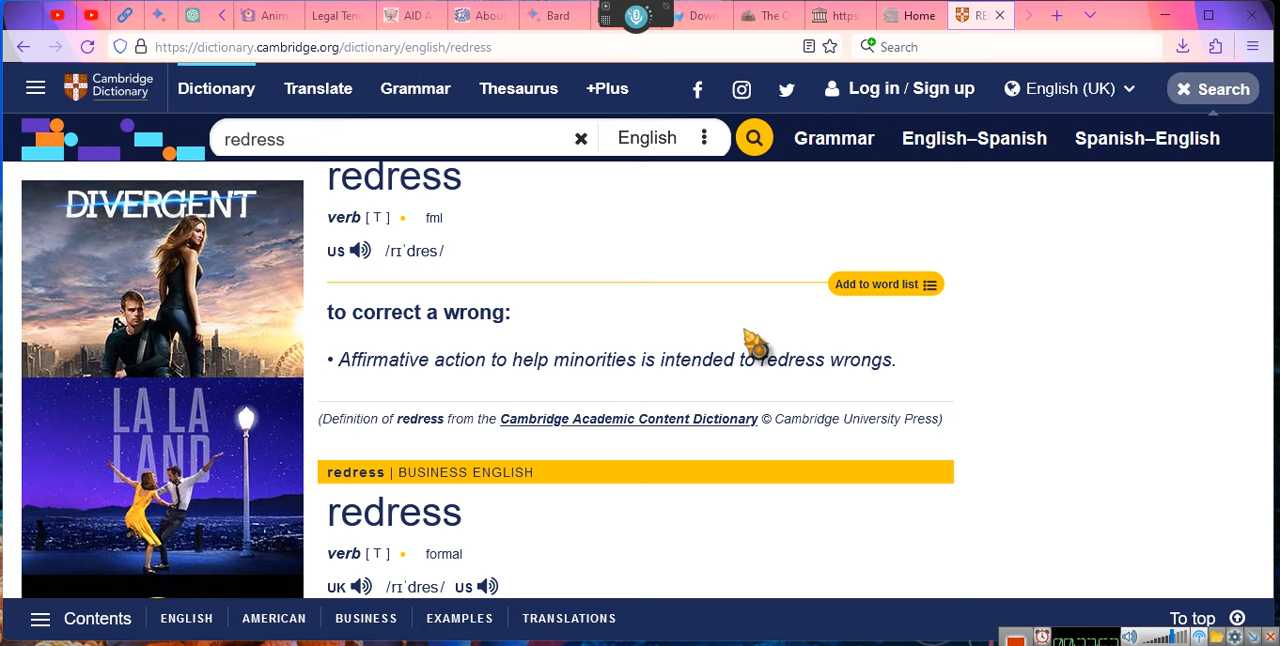 Anim
Legal Tend
AID A
Abou
Bard
Down
The O
https
Home
RE
https://dictionary.cambridge.org/dictionary/english/redress
Search
Cambridge
Dictionary
Dictionary
Translate
Grammar
Thesaurus
+Plus
Log in / Sign up
English (UK)
Search
redress
English
Grammar
English–Spanish
Spanish–English
DIVERGENT
LA LA
LAND
redress
verb [ T ] • fml
US /rɪˈdres/
Add to word list
to correct a wrong:
• Affirmative action to help minorities is intended to redress wrongs.
(Definition of redress from the Cambridge Academic Content Dictionary © Cambridge University Press)
redress | BUSINESS ENGLISH
redress
verb [ T ] • formal
UK /rɪˈdres/ US
Contents
ENGLISH
AMERICAN
BUSINESS
EXAMPLES
TRANSLATIONS
To top